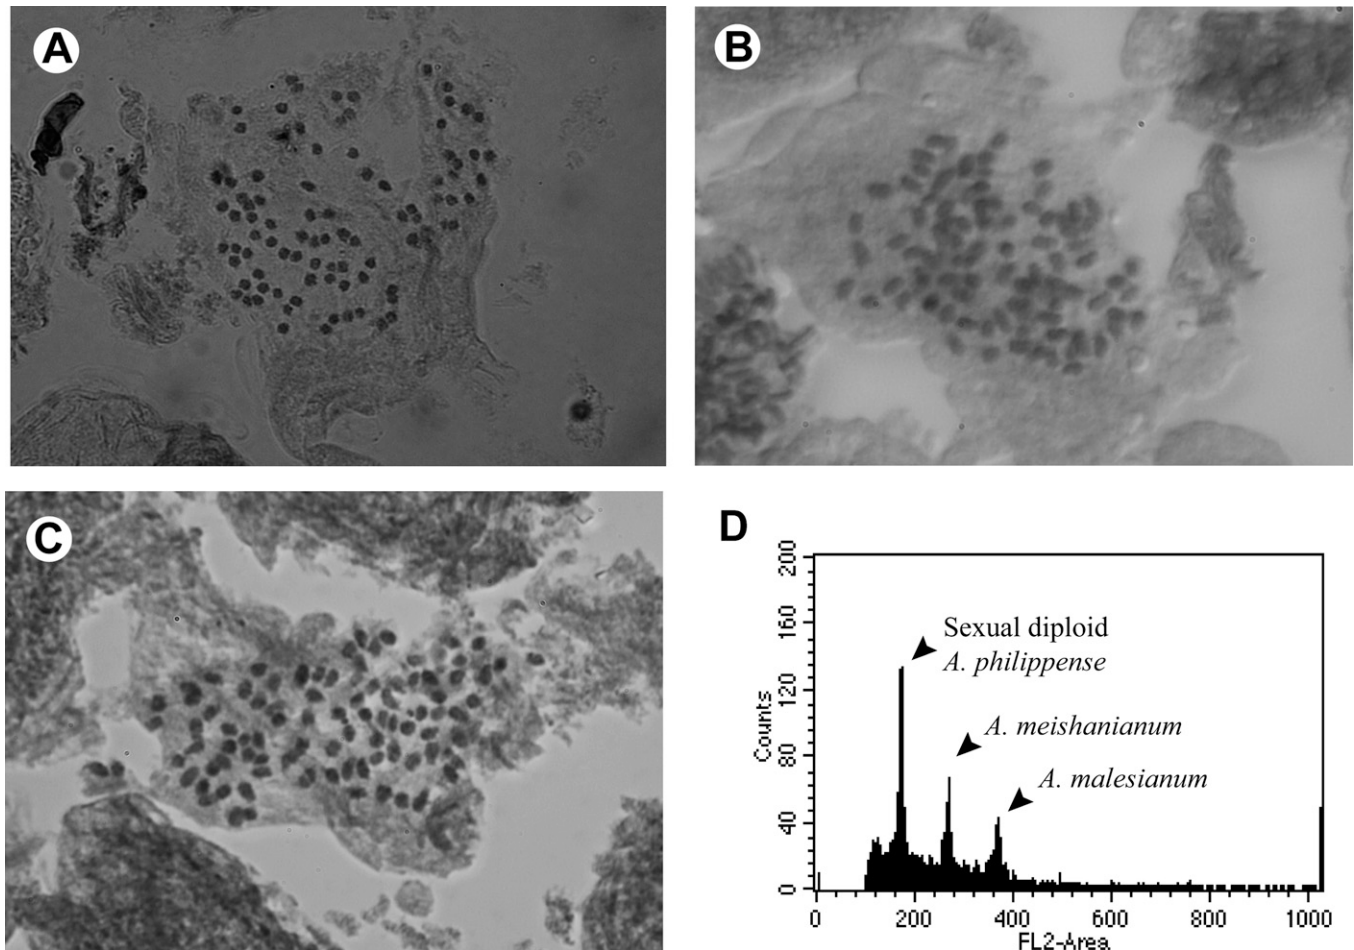 A
B
C
D
Sexual diploid
A. philippense
A. meishanianum
A. malesianum
Counts
200
160
120
80
40
0
0 200 400 600 800 1000
FL2-Area